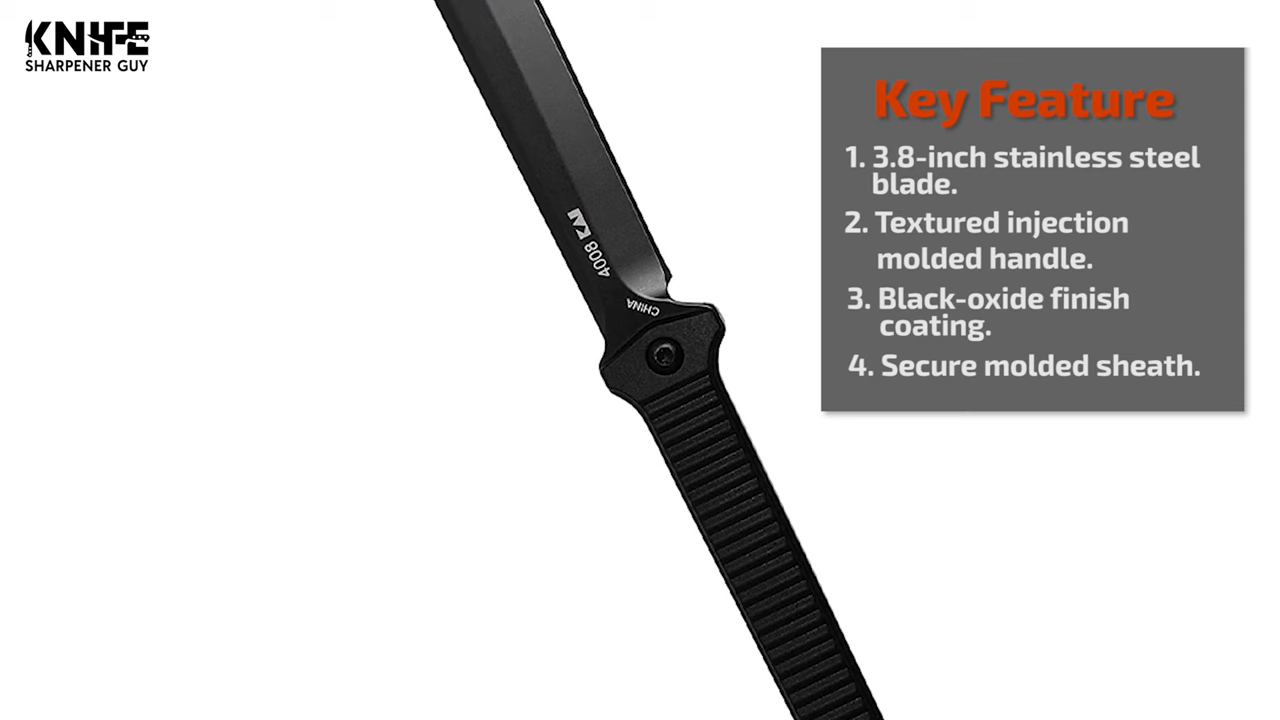 KNIFE
SHARPENER GUY
Key Feature
1. 3.8-inch stainless steel
blade.
2. Textured injection
molded handle.
3. Black-oxide finish
coating.
4. Secure molded sheath.
KAI
4008
CHINA